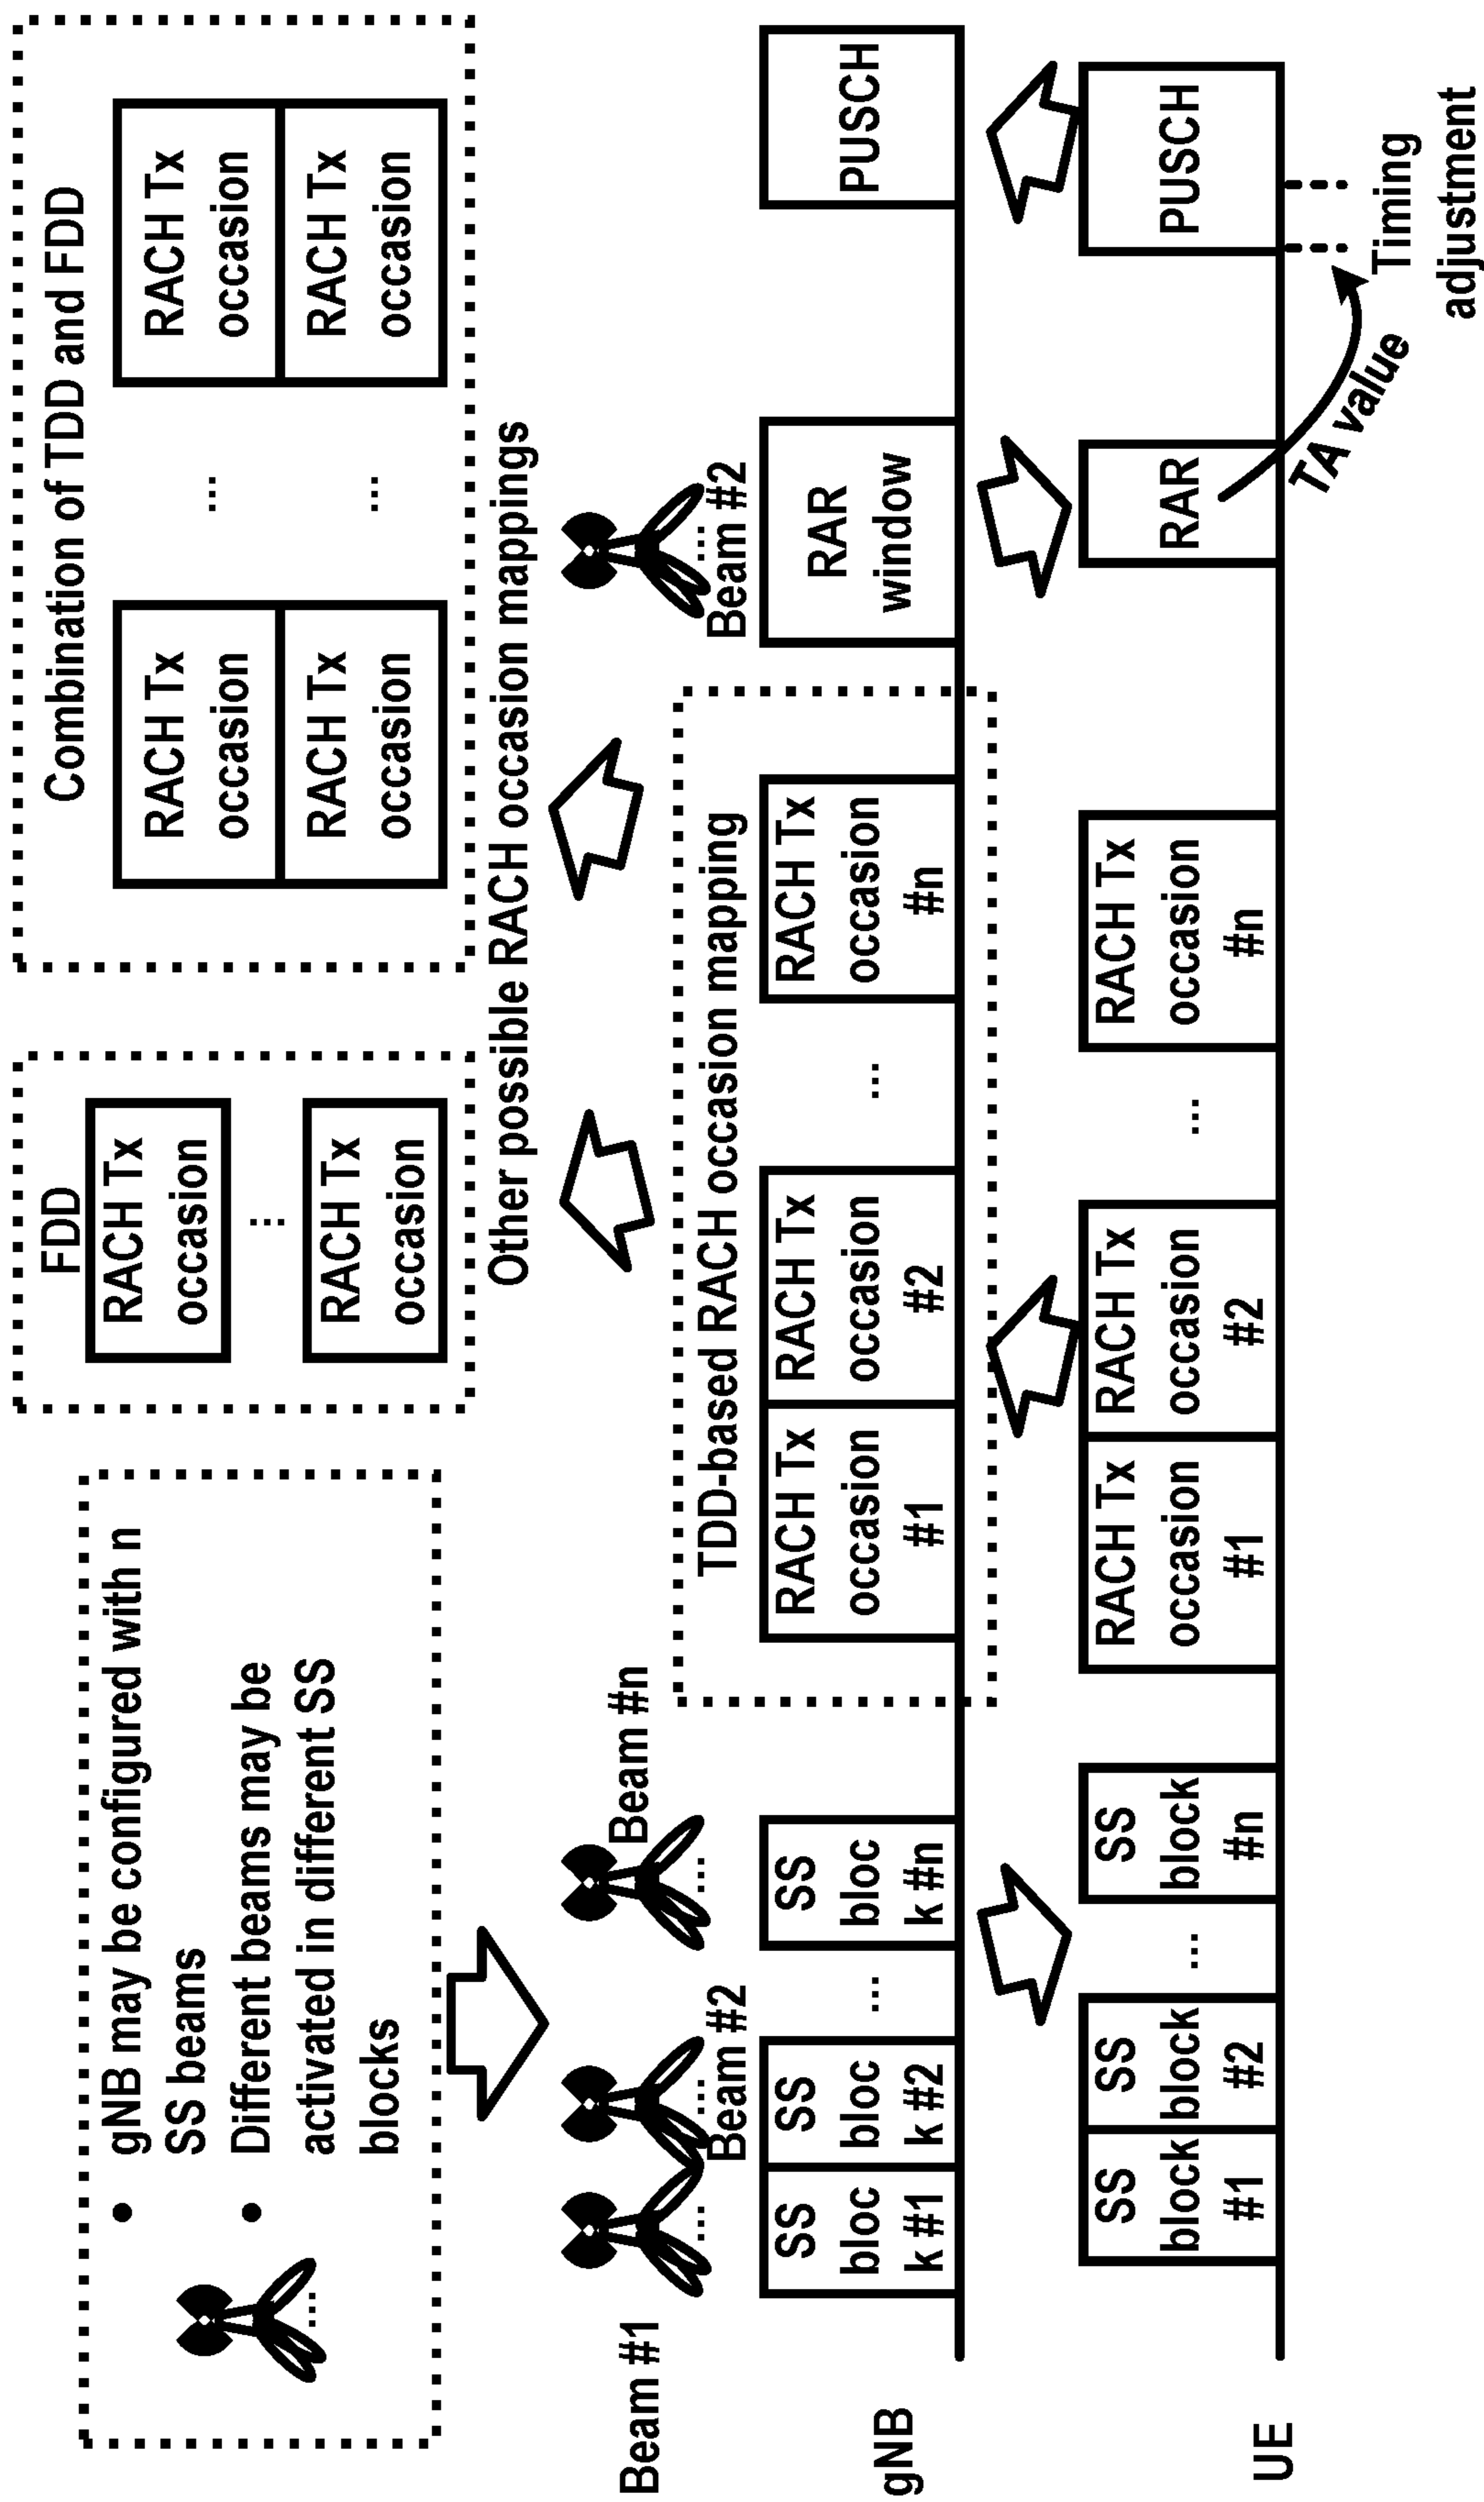 • gNB may be configured with n
SS beams
• Different beams may be
activated in different SS
blocks
...
FDD
RACH Tx
occasion
...
RACH Tx
occasion
Combination of TDD and FDD
RACH Tx
occasion
RACH Tx
occasion
...
...
RACH Tx
occasion
RACH Tx
occasion
Other possible RACH occasion mappings
Beam #1
...
...
Beam #2
...
Beam #n
...
Beam #2
TDD-based RACH occasion mapping
gNB
SS
bloc
k #1
SS
bloc
k #2
...
SS
bloc
k #n
RACH Tx
occasion
#1
RACH Tx
occasion
#2
...
RACH Tx
occasion
#n
RAR
window
PUSCH
UE
SS
block
#1
SS
block
#2
...
SS
block
#n
RACH Tx
occasion
#1
RACH Tx
occasion
#2
...
RACH Tx
occasion
#n
RAR
PUSCH
TA value
Timing
adjustment